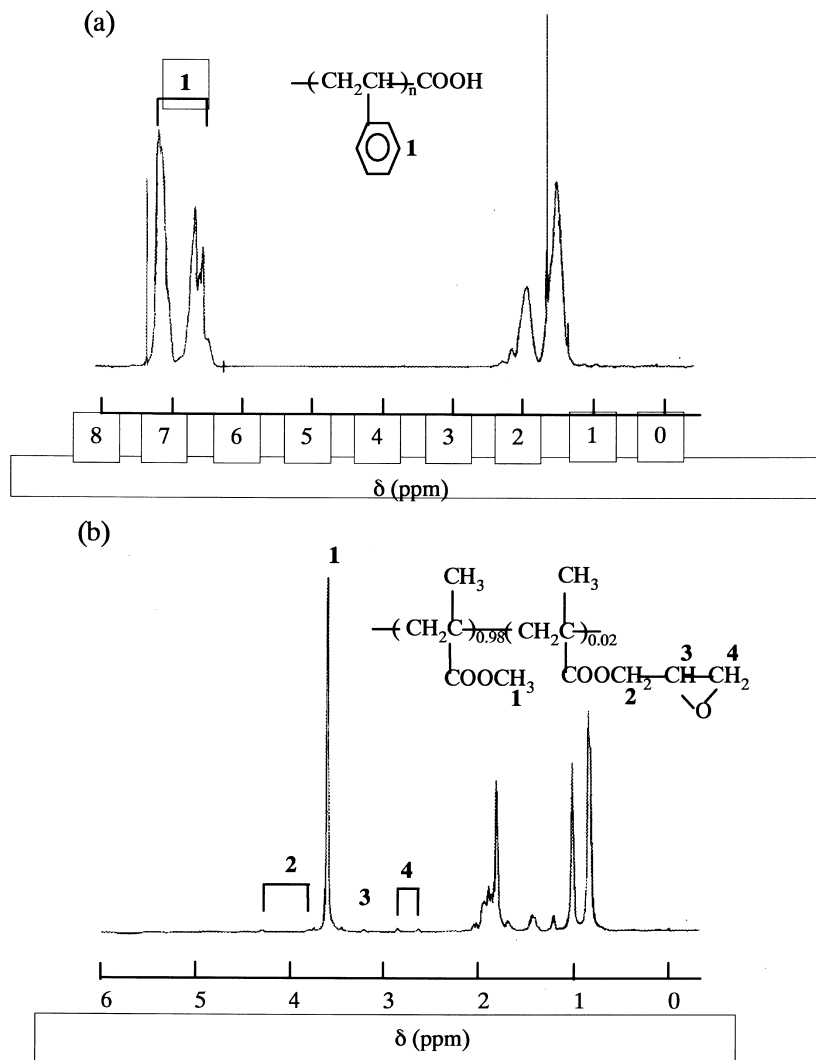 (a)
1
—(CH2CH—)nCOOH
1
8 7 6 5 4 3 2 1 0
δ (ppm)
(b)
1
CH3 CH3
—(CH2C—)0.98(CH2C—)0.02
3 4
COOCH3 COOCH2—CH—CH2
1 2
O
2
3
4
6 5 4 3 2 1 0
δ (ppm)